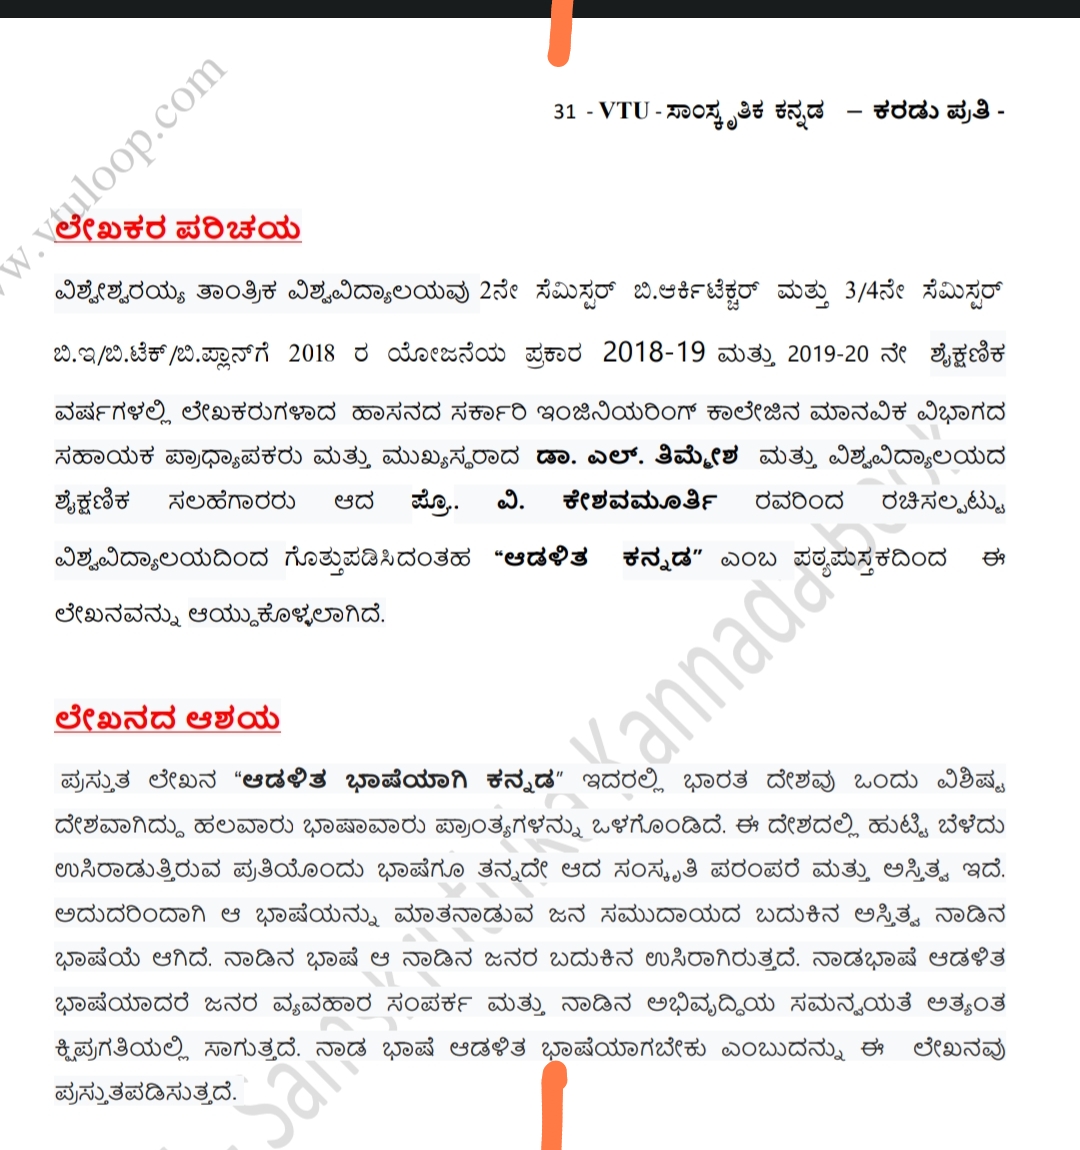 www.vtuloop.com
31 - VTU - ಸಾಂಸ್ಕೃತಿಕ ಕನ್ನಡ – ಕರಡು ಪ್ರತಿ -
ಲೇಖಕರ ಪರಿಚಯ
ವಿಶ್ವೇಶ್ವರಯ್ಯ ತಾಂತ್ರಿಕ ವಿಶ್ವವಿದ್ಯಾಲಯವು 2ನೇ ಸೆಮಿಸ್ಟರ್ ಬಿ.ಆರ್ಕಿಟೆಕ್ಚರ್ ಮತ್ತು 3/4ನೇ ಸೆಮಿಸ್ಟರ್
ಬಿ.ಇ/ಬಿ.ಟೆಕ್/ಬಿ.ಪ್ಲಾನ್‌ಗೆ 2018 ರ ಯೋಜನೆಯ ಪ್ರಕಾರ 2018-19 ಮತ್ತು 2019-20 ನೇ ಶೈಕ್ಷಣಿಕ
ವರ್ಷಗಳಲ್ಲಿ ಲೇಖಕರುಗಳಾದ ಹಾಸನದ ಸರ್ಕಾರಿ ಇಂಜಿನಿಯರಿಂಗ್ ಕಾಲೇಜಿನ ಮಾನವಿಕ ವಿಭಾಗದ
ಸಹಾಯಕ ಪ್ರಾಧ್ಯಾಪಕರು ಮತ್ತು ಮುಖ್ಯಸ್ಥರಾದ ಡಾ. ಎಲ್. ತಿಮ್ಮೇಶ ಮತ್ತು ವಿಶ್ವವಿದ್ಯಾಲಯದ
ಶೈಕ್ಷಣಿಕ ಸಲಹೆಗಾರರು ಆದ ಪ್ರೊ.. ವಿ. ಕೇಶವಮೂರ್ತಿ ರವರಿಂದ ರಚಿಸಲ್ಪಟ್ಟು
ವಿಶ್ವವಿದ್ಯಾಲಯದಿಂದ ಗೊತ್ತುಪಡಿಸಿದಂತಹ “ಆಡಳಿತ ಕನ್ನಡ” ಎಂಬ ಪಠ್ಯಪುಸ್ತಕದಿಂದ ಈ
ಲೇಖನವನ್ನು ಆಯ್ದುಕೊಳ್ಳಲಾಗಿದೆ.
ಲೇಖನದ ಆಶಯ
ಪ್ರಸ್ತುತ ಲೇಖನ “ಆಡಳಿತ ಭಾಷೆಯಾಗಿ ಕನ್ನಡ” ಇದರಲ್ಲಿ ಭಾರತ ದೇಶವು ಒಂದು ವಿಶಿಷ್ಟ
ದೇಶವಾಗಿದ್ದು ಹಲವಾರು ಭಾಷಾವಾರು ಪ್ರಾಂತ್ಯಗಳನ್ನು ಒಳಗೊಂಡಿದೆ. ಈ ದೇಶದಲ್ಲಿ ಹುಟ್ಟಿ ಬೆಳೆದು
ಉಸಿರಾಡುತ್ತಿರುವ ಪ್ರತಿಯೊಂದು ಭಾಷೆಗೂ ತನ್ನದೇ ಆದ ಸಂಸ್ಕೃತಿ ಪರಂಪರೆ ಮತ್ತು ಅಸ್ತಿತ್ವ ಇದೆ.
ಅದುದರಿಂದಾಗಿ ಆ ಭಾಷೆಯನ್ನು ಮಾತನಾಡುವ ಜನ ಸಮುದಾಯದ ಬದುಕಿನ ಅಸ್ತಿತ್ವ ನಾಡಿನ
ಭಾಷೆಯೆ ಆಗಿದೆ. ನಾಡಿನ ಭಾಷೆ ಆ ನಾಡಿನ ಜನರ ಬದುಕಿನ ಉಸಿರಾಗಿರುತ್ತದೆ. ನಾಡಭಾಷೆ ಆಡಳಿತ
ಭಾಷೆಯಾದರೆ ಜನರ ವ್ಯವಹಾರ ಸಂಪರ್ಕ ಮತ್ತು ನಾಡಿನ ಅಭಿವೃದ್ಧಿಯ ಸಮನ್ವಯತೆ ಅತ್ಯಂತ
ಕ್ಷಿಪ್ರಗತಿಯಲ್ಲಿ ಸಾಗುತ್ತದೆ. ನಾಡ ಭಾಷೆ ಆಡಳಿತ ಭಾಷೆಯಾಗಬೇಕು ಎಂಬುದನ್ನು ಈ ಲೇಖನವು
ಪ್ರಸ್ತುತಪಡಿಸುತ್ತದೆ.
Kannada